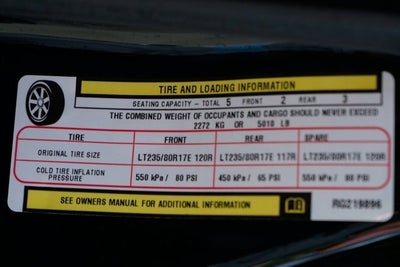 TIRE AND LOADING INFORMATION
SEATING CAPACITY - TOTAL 5 FRONT 2 REAR 3
THE COMBINED WEIGHT OF OCCUPANTS AND CARGO SHOULD NEVER EXCEED
2272 KG OR 5010 LB
TIRE FRONT REAR SPARE
ORIGINAL TIRE SIZE LT235/80R17E 120R LT235/80R17E 117R LT235/80R17E 120R
COLD TIRE INFLATION PRESSURE 550 kPa / 80 PSI 450 kPa / 65 PSI 550 kPa / 80 PSI
SEE OWNERS MANUAL FOR ADDITIONAL INFORMATION RG219896